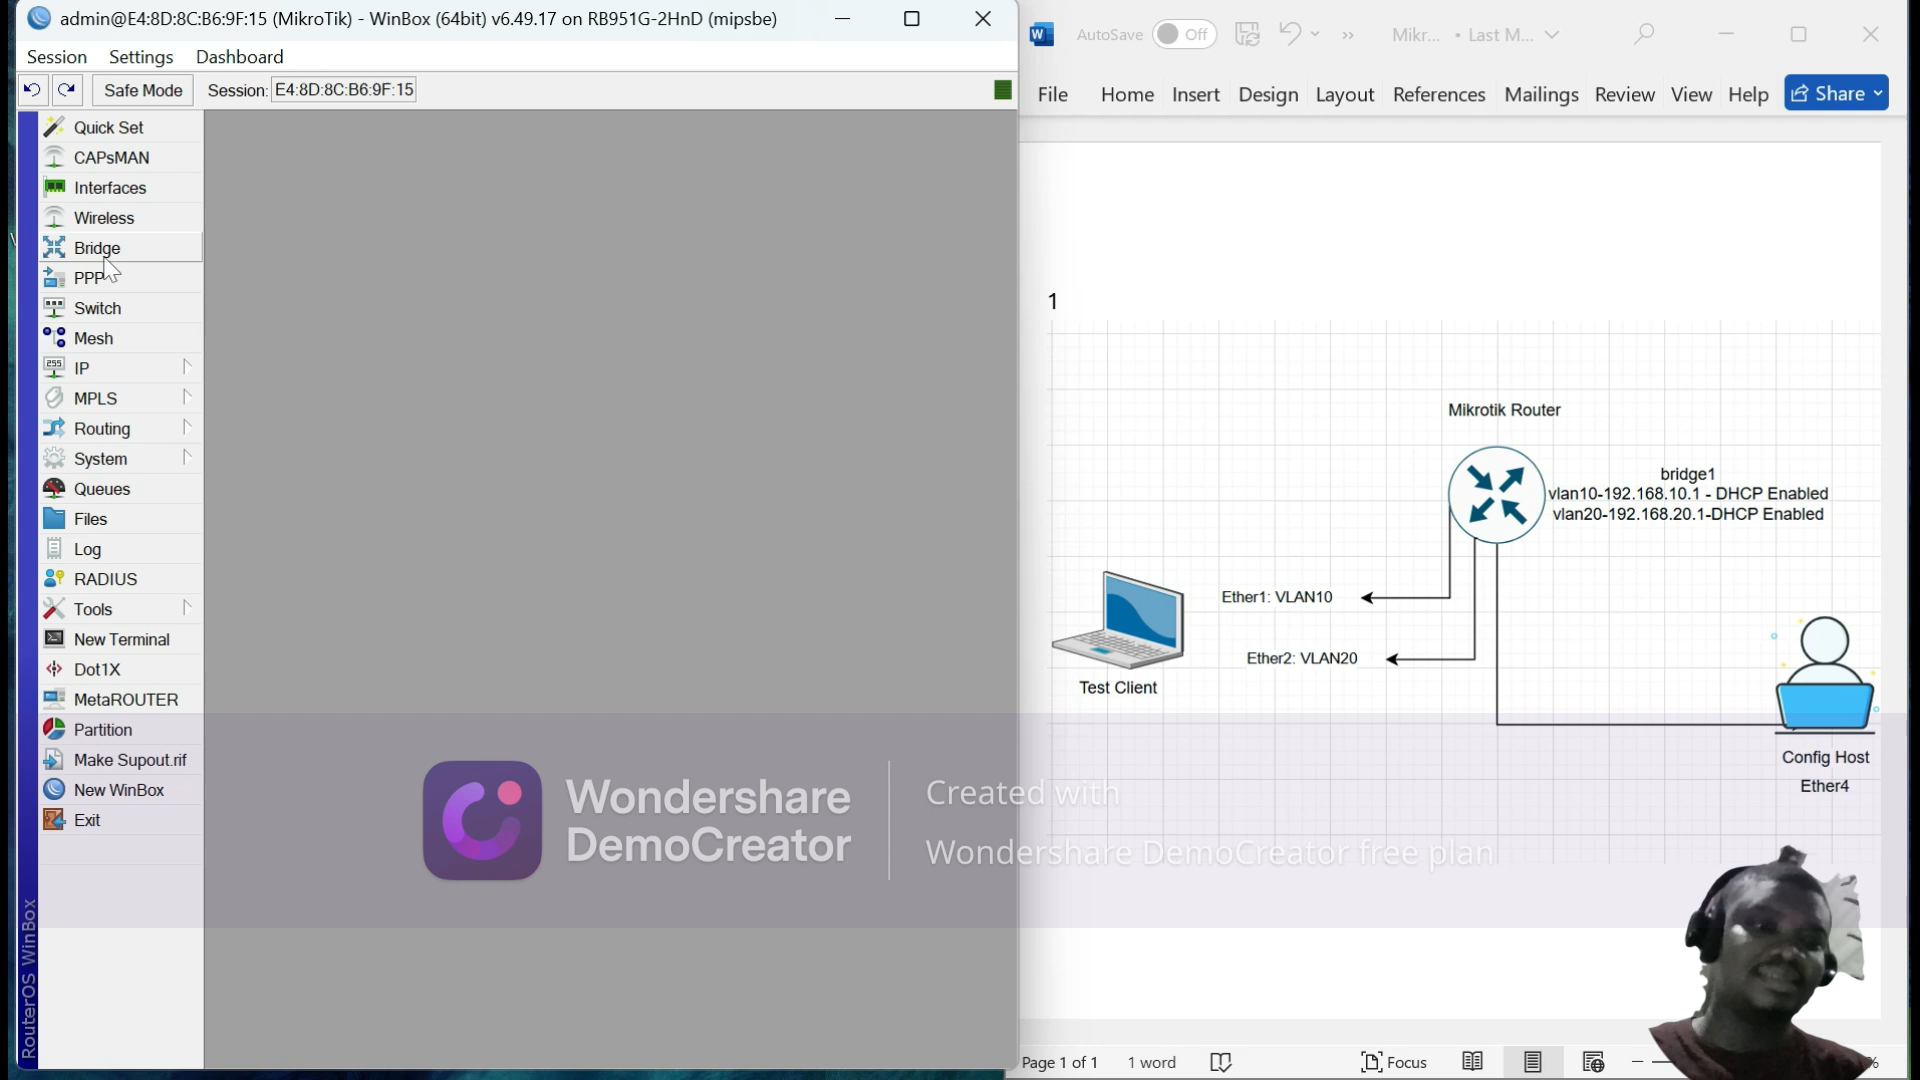 admin@E4:8D:8C:B6:9F:15 (MikroTik) - WinBox (64bit) v6.49.17 on RB951G-2HnD (mipsbe)
Session Settings Dashboard
Safe Mode Session: E4:8D:8C:B6:9F:15
Quick Set
CAPsMAN
Interfaces
Wireless
Bridge
PPP
Switch
Mesh
IP
MPLS
Routing
System
Queues
Files
Log
RADIUS
Tools
New Terminal
Dot1X
MetaROUTER
Partition
Make Supout.rif
New WinBox
Exit
RouterOS WinBox
AutoSave Off Mikr... • Last M...
File Home Insert Design Layout References Mailings Review View Help Share
1
Mikrotik Router
bridge1
vlan10-192.168.10.1 - DHCP Enabled
vlan20-192.168.20.1-DHCP Enabled
Ether1: VLAN10
Ether2: VLAN20
Test Client
Config Host
Ether4
Wondershare
DemoCreator
Created with
Wondershare DemoCreator free plan
Page 1 of 1 1 word Focus